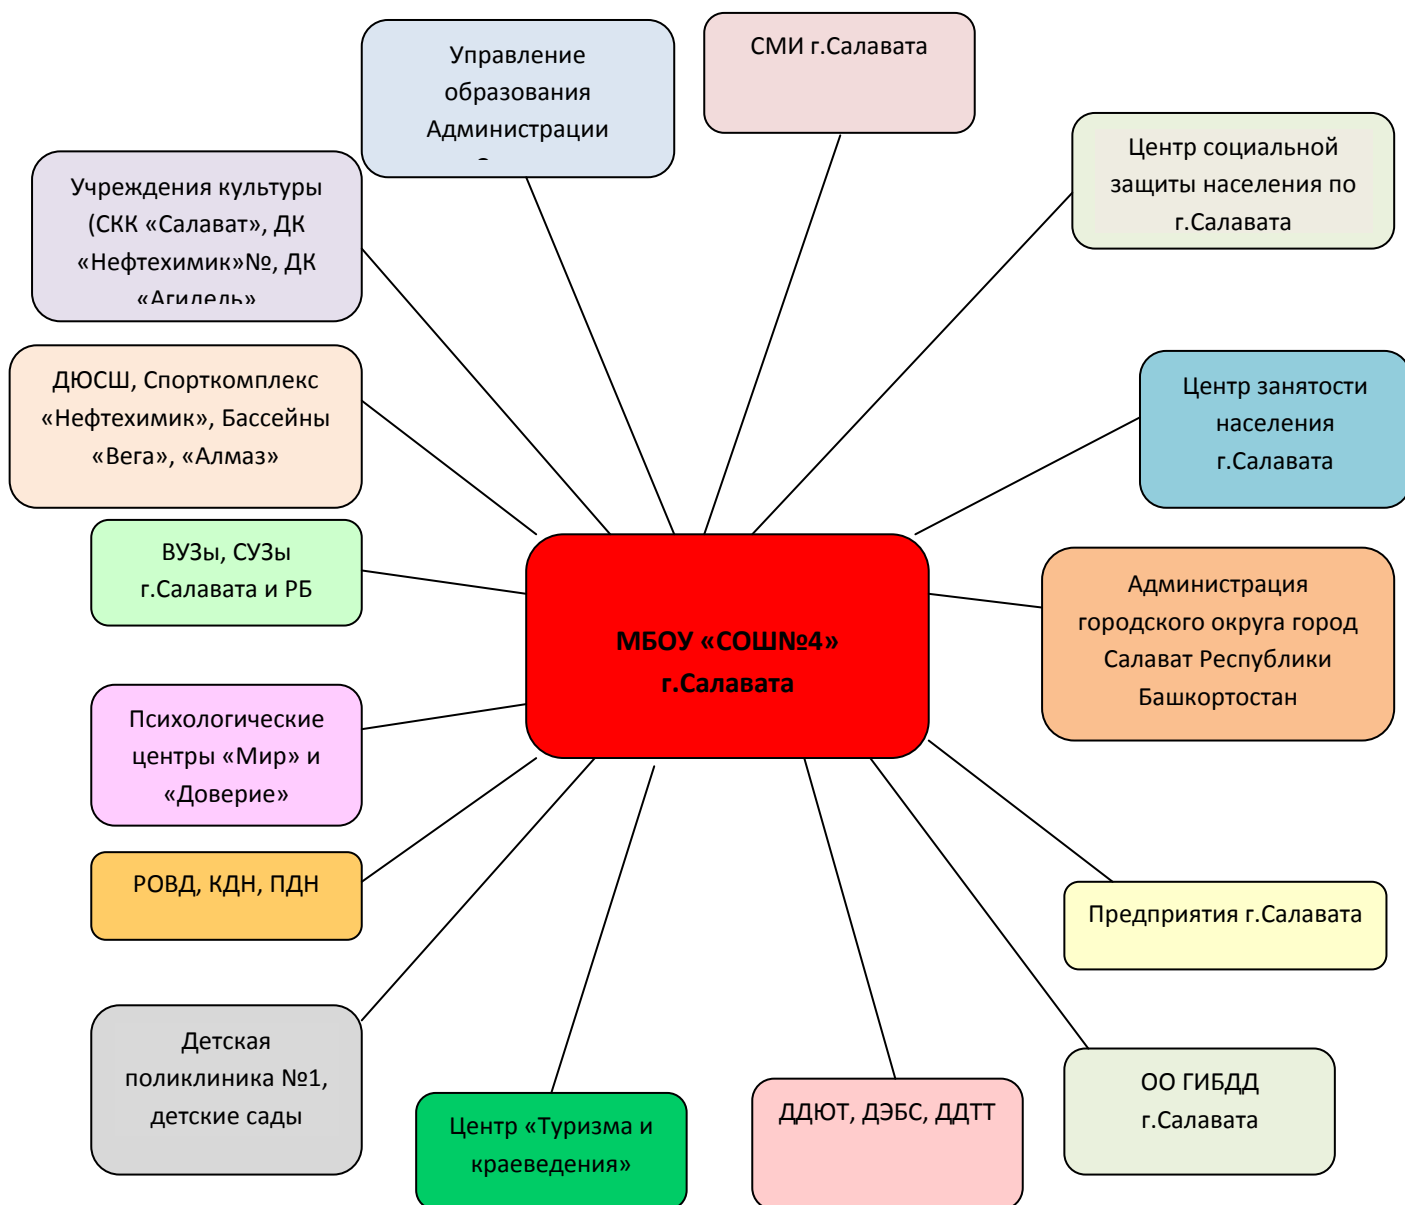 Управление
образования
Администрации
СМИ г.Салавата
Центр социальной
защиты населения по
г.Салавата
Учреждения культуры
(СКК «Салават», ДК
«Нефтехимик»№, ДК
«Агидель»
ДЮСШ, Спорткомплекс
«Нефтехимик», Бассейны
«Вега», «Алмаз»
Центр занятости
населения
г.Салавата
ВУЗы, СУЗы
г.Салавата и РБ
МБОУ «СОШ№4»
г.Салавата
Администрация
городского округа город
Салават Республики
Башкортостан
Психологические
центры «Мир» и
«Доверие»
РОВД, КДН, ПДН
Предприятия г.Салавата
Детская
поликлиника №1,
детские сады
Центр «Туризма и
краеведения»
ДДЮТ, ДЭБС, ДДТТ
ОО ГИБДД
г.Салавата